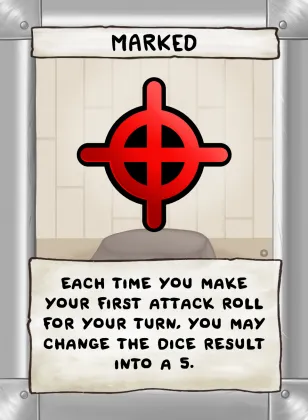 MARKED
EACH TIME YOU MAKE
YOUR FIRST ATTACK ROLL
FOR YOUR TURN, YOU MAY
CHANGE THE DICE RESULT
INTO A 5.